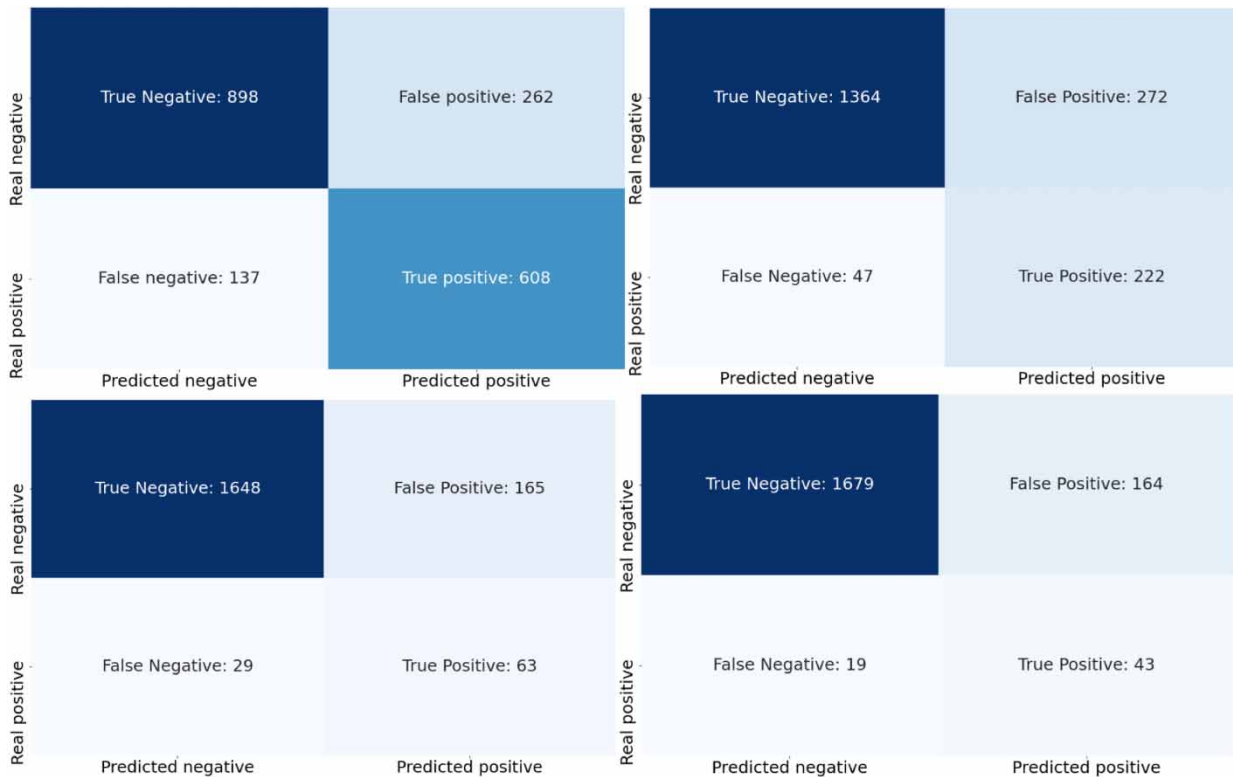 Real negative
True Negative: 898
False positive: 262
Real positive
False negative: 137
True positive: 608
Predicted negative
Predicted positive
Real negative
True Negative: 1364
False Positive: 272
Real positive
False Negative: 47
True Positive: 222
Predicted negative
Predicted positive
Real negative
True Negative: 1648
False Positive: 165
Real positive
False Negative: 29
True Positive: 63
Predicted negative
Predicted positive
Real negative
True Negative: 1679
False Positive: 164
Real positive
False Negative: 19
True Positive: 43
Predicted negative
Predicted positive